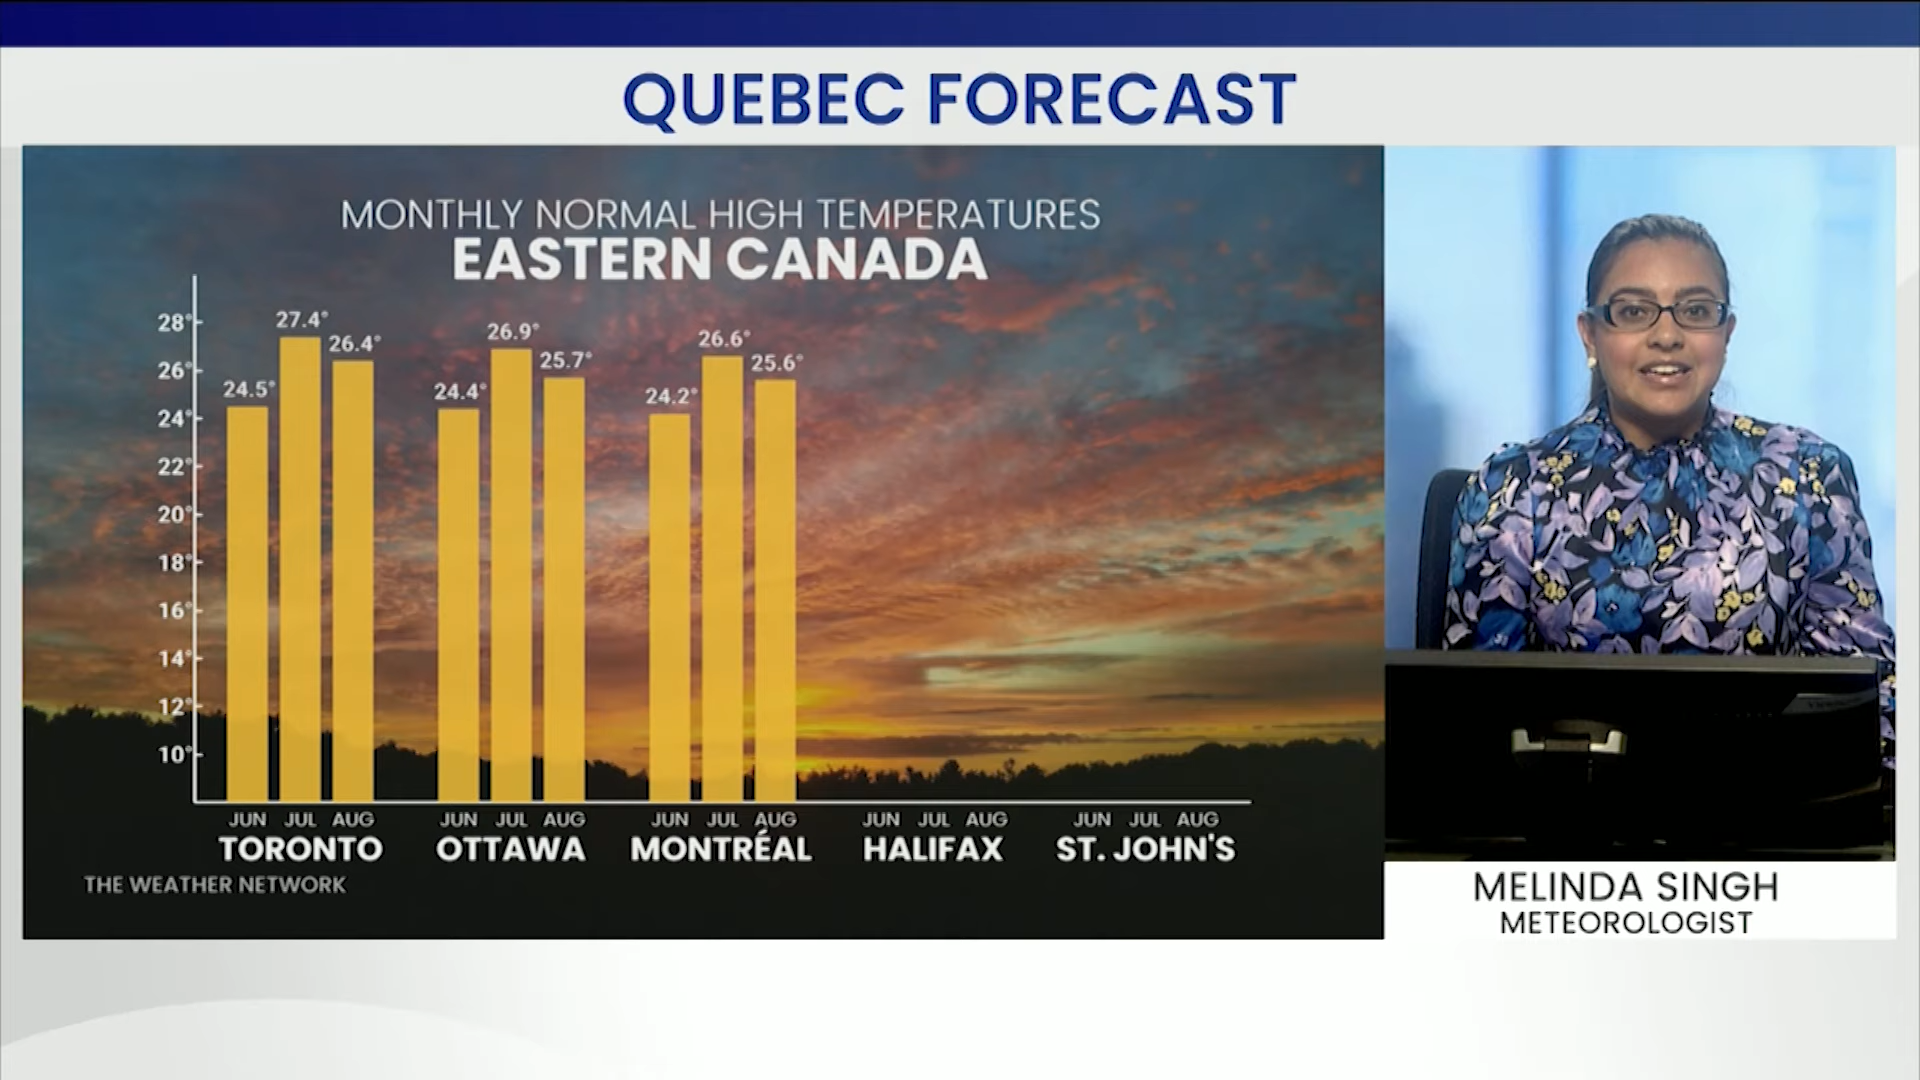 QUEBEC FORECAST
MONTHLY NORMAL HIGH TEMPERATURES
EASTERN CANADA
28°
26°
24°
22°
20°
18°
16°
14°
12°
10°
24.5° 27.4° 26.4°
24.4° 26.9° 25.7°
24.2° 26.6° 25.6°
JUN JUL AUG JUN JUL AUG JUN JUL AUG JUN JUL AUG JUN JUL AUG
TORONTO OTTAWA MONTRÉAL HALIFAX ST. JOHN'S
THE WEATHER NETWORK
MELINDA SINGH
METEOROLOGIST